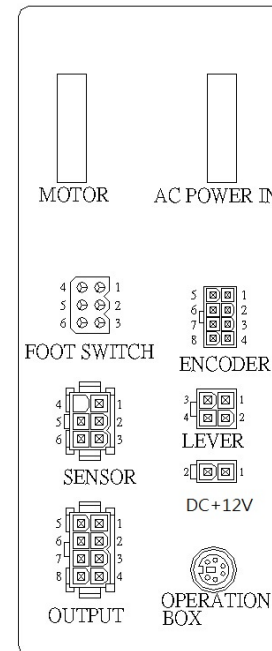 MOTOR
AC POWER IN
4 1
5 2
6 3
FOOT SWITCH
5 1
6 2
7 3
8 4
ENCODER
4 1
5 2
6 3
SENSOR
3 1
4 2
LEVER
2 1
DC+12V
5 1
6 2
7 3
8 4
OUTPUT
OPERATION
BOX